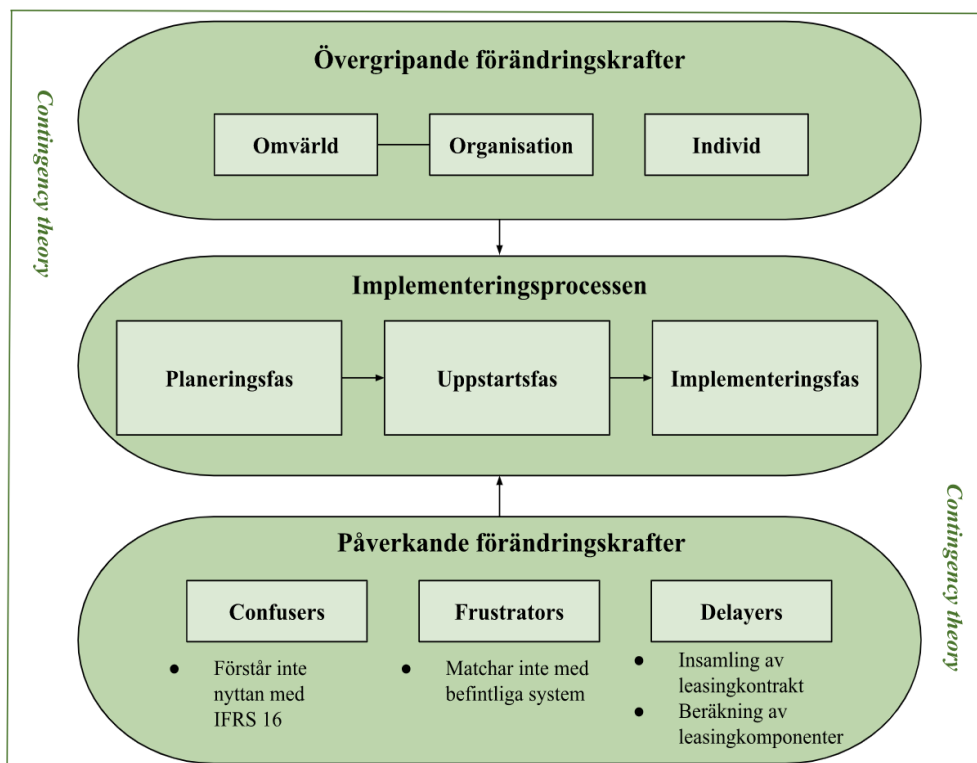 Contingency theory
Övergripande förändringskrafter
Omvärld
Organisation
Individ
Implementeringsprocessen
Planeringsfas
Uppstartsfas
Implementeringsfas
Contingency theory
Påverkande förändringskrafter
Confusers
Frustrators
Delayers
● Förstår inte
nyttan med
IFRS 16
● Matchar inte med
befintliga system
● Insamling av
leasingkontrakt
● Beräkning av
leasingkomponenter